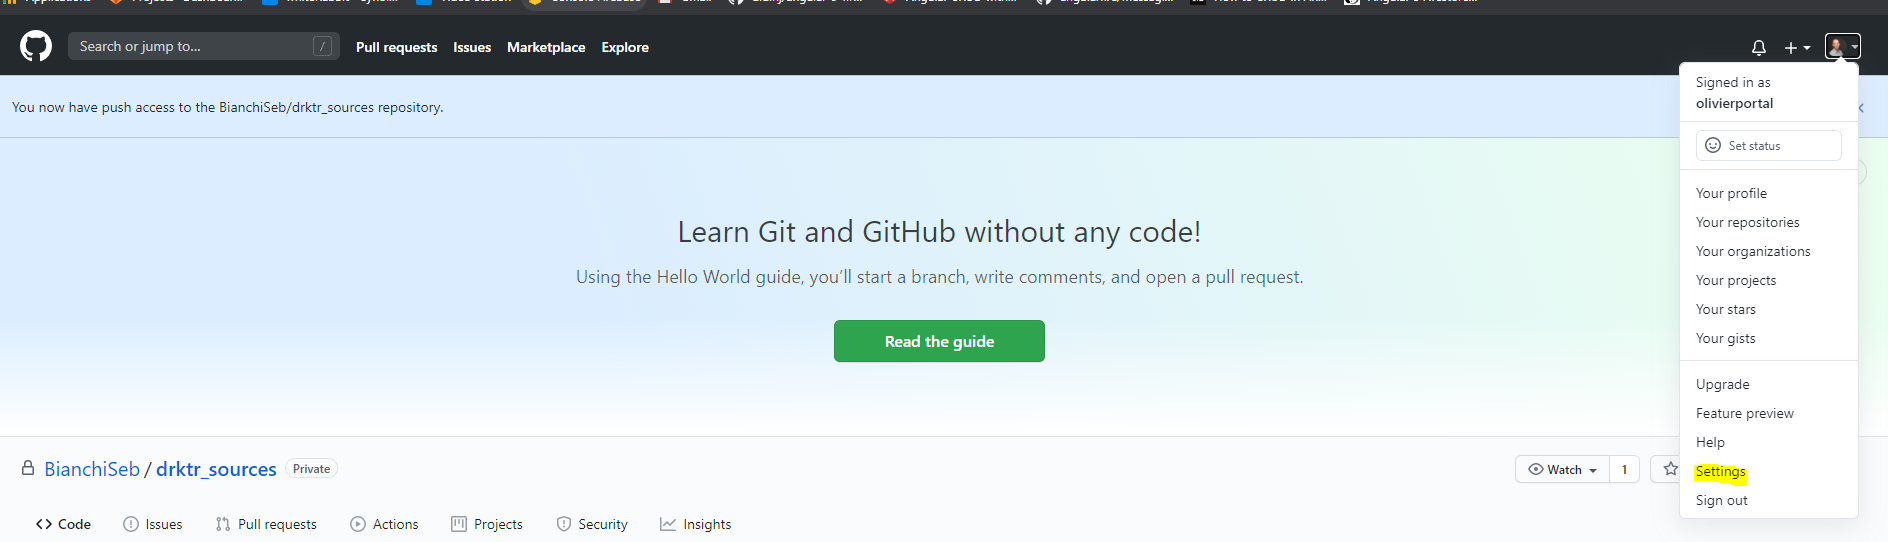 Applications
Search or jump to... /
Pull requests Issues Marketplace Explore
Signed in as
olivierportal
You now have push access to the BianchiSeb/drktr_sources repository.
Set status
Your profile
Your repositories
Your organizations
Your projects
Your stars
Your gists
Learn Git and GitHub without any code!
Using the Hello World guide, you’ll start a branch, write comments, and open a pull request.
Read the guide
Upgrade
Feature preview
Help
Settings
Sign out
BianchiSeb / drktr_sources Private
Watch 1
Code Issues Pull requests Actions Projects Security Insights